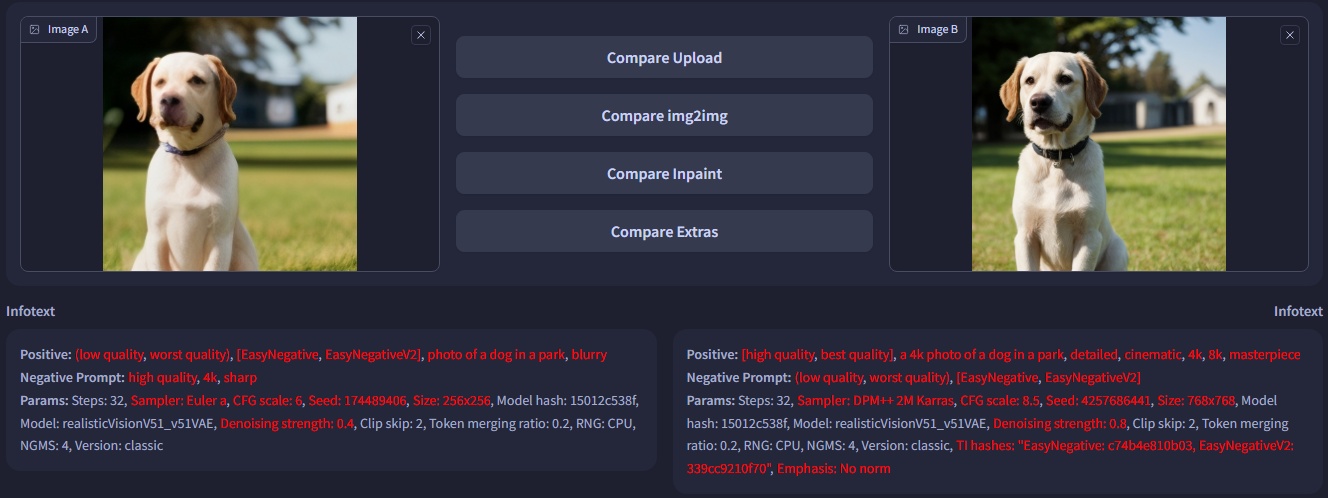 Image A
Image B
Compare Upload
Compare img2img
Compare Inpaint
Compare Extras
Infotext
Infotext
Positive: (low quality, worst quality), [EasyNegative, EasyNegativeV2], photo of a dog in a park, blurry
Negative Prompt: high quality, 4k, sharp
Params: Steps: 32, Sampler: Euler a, CFG scale: 6, Seed: 174489406, Size: 256x256, Model hash: 15012c538f,
Model: realisticVisionV51_v51VAE, Denoising strength: 0.4, Clip skip: 2, Token merging ratio: 0.2, RNG: CPU,
NGMS: 4, Version: classic
Positive: [high quality, best quality], a 4k photo of a dog in a park, detailed, cinematic, 4k, 8k, masterpiece
Negative Prompt: (low quality, worst quality), [EasyNegative, EasyNegativeV2]
Params: Steps: 32, Sampler: DPM++ 2M Karras, CFG scale: 8.5, Seed: 4257686441, Size: 768x768, Model
hash: 15012c538f, Model: realisticVisionV51_v51VAE, Denoising strength: 0.8, Clip skip: 2, Token merging
ratio: 0.2, RNG: CPU, NGMS: 4, Version: classic, TI hashes: "EasyNegative: c74b4e810b03, EasyNegativeV2:
339cc9210f70", Emphasis: No norm